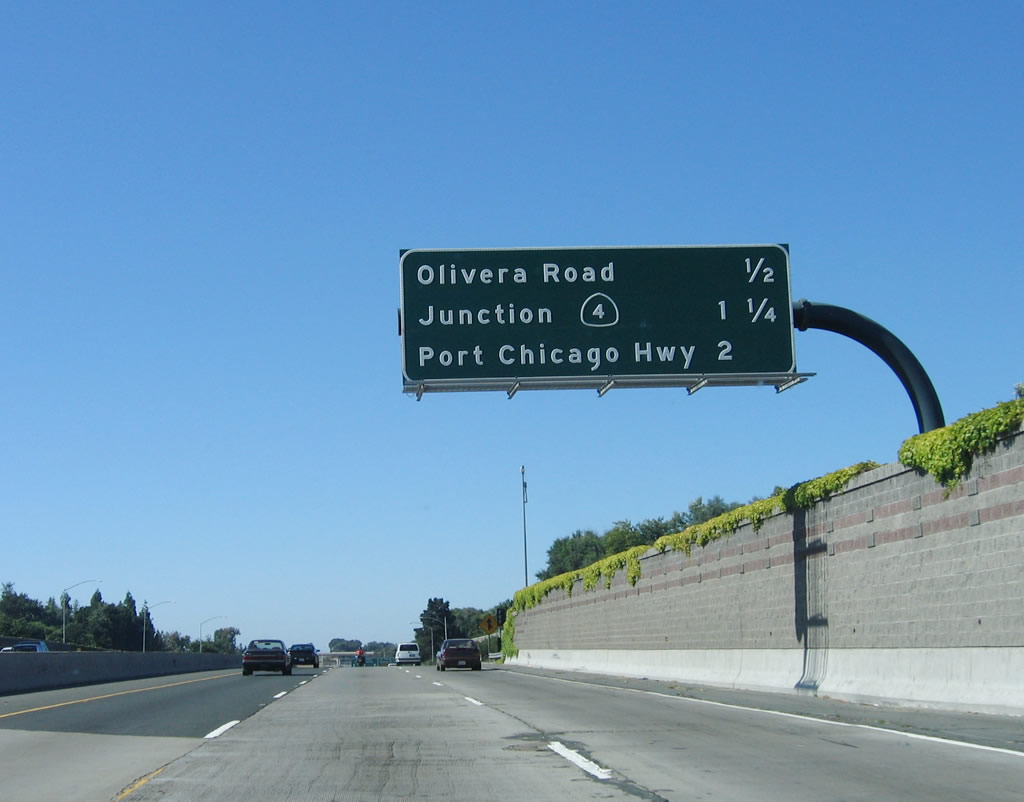 Olivera Road ½
Junction 4 1 ¼
Port Chicago Hwy 2